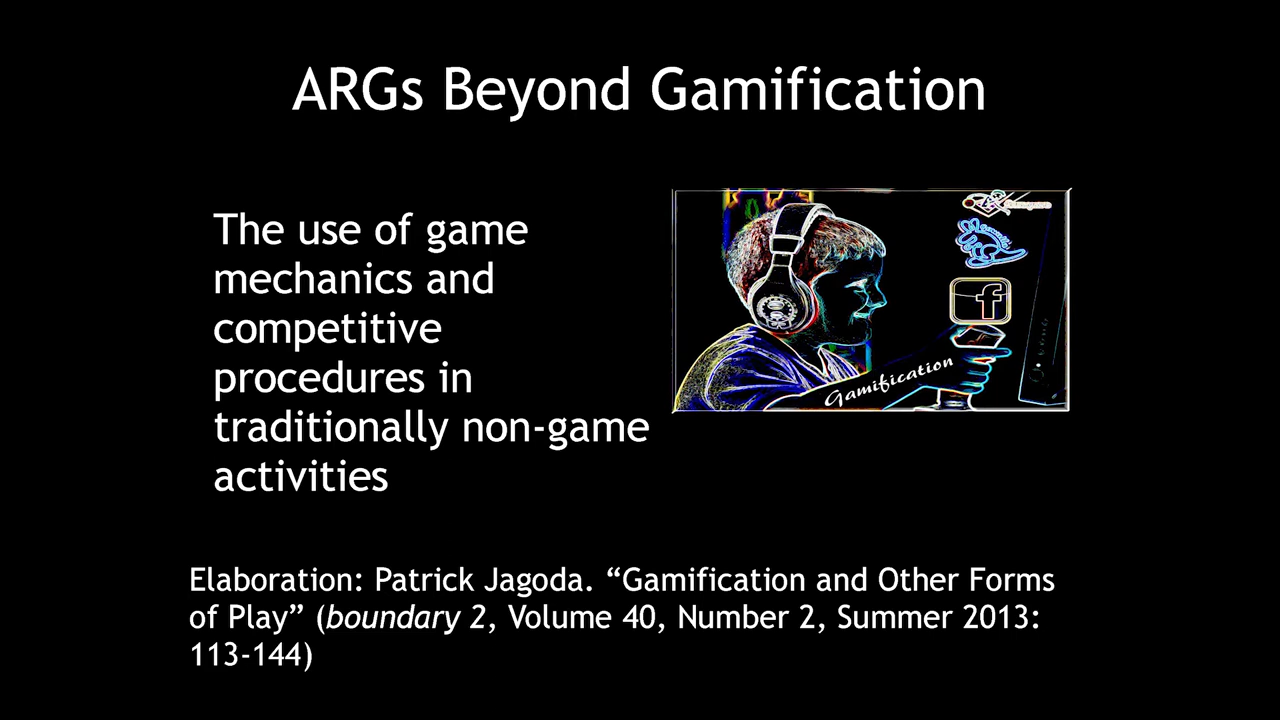 ARGs Beyond Gamification
The use of game
mechanics and
competitive
procedures in
traditionally non-game
activities
f
Gamification
Elaboration: Patrick Jagoda. “Gamification and Other Forms
of Play” (boundary 2, Volume 40, Number 2, Summer 2013:
113-144)